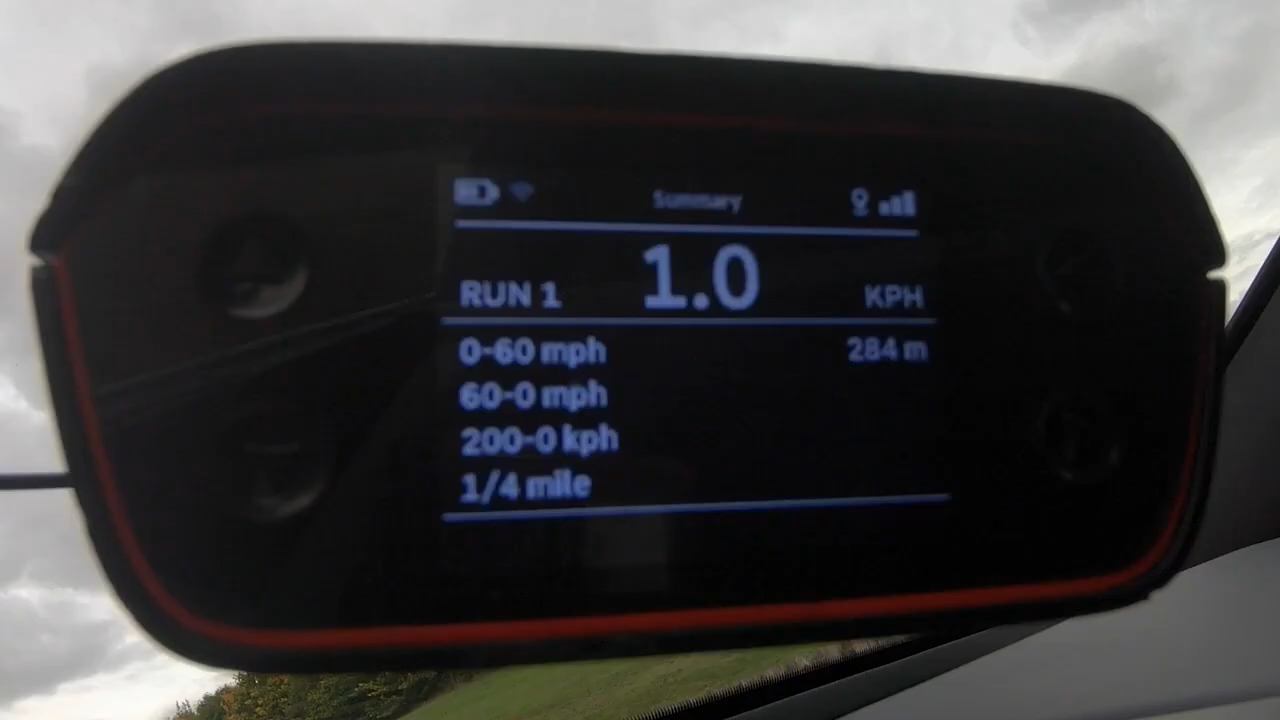 Summary
RUN 1 1.0 KPH
0-60 mph 284 m
60-0 mph
200-0 kph
1/4 mile